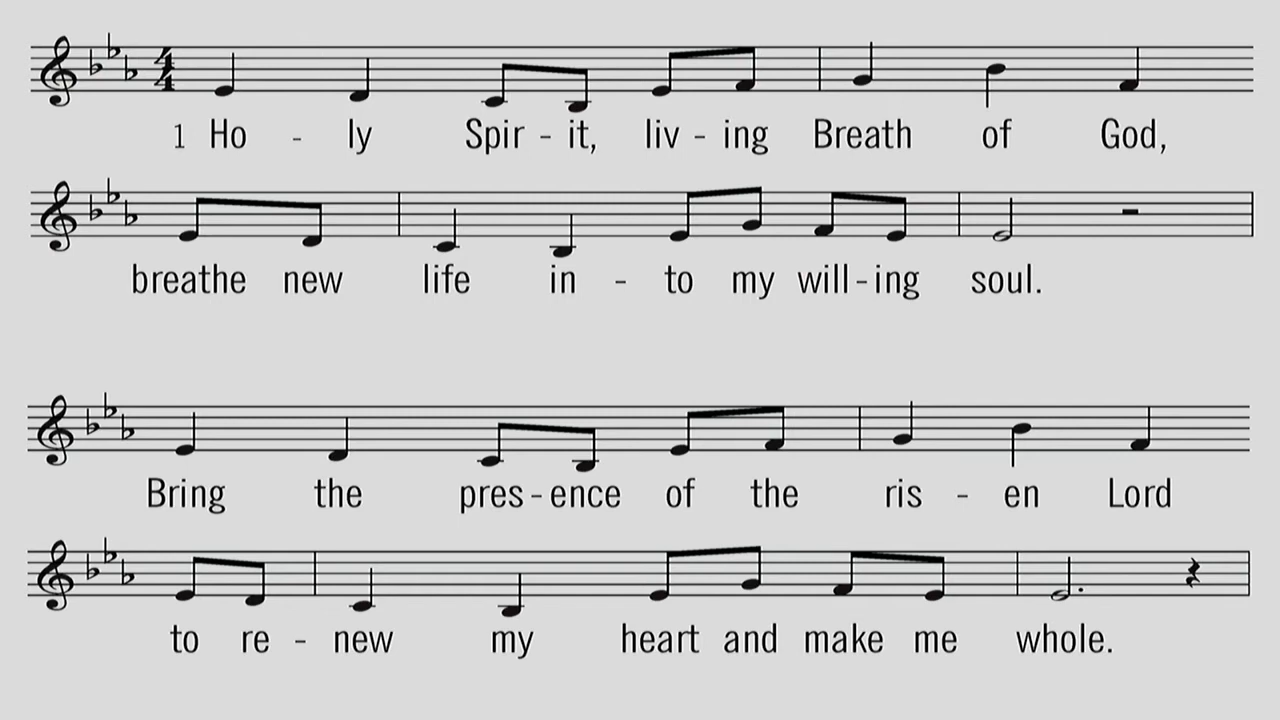 1 Ho - ly Spir - it, liv - ing Breath of God,
breathe new life in - to my will - ing soul.
Bring the pres - ence of the ris - en Lord
to re - new my heart and make me whole.